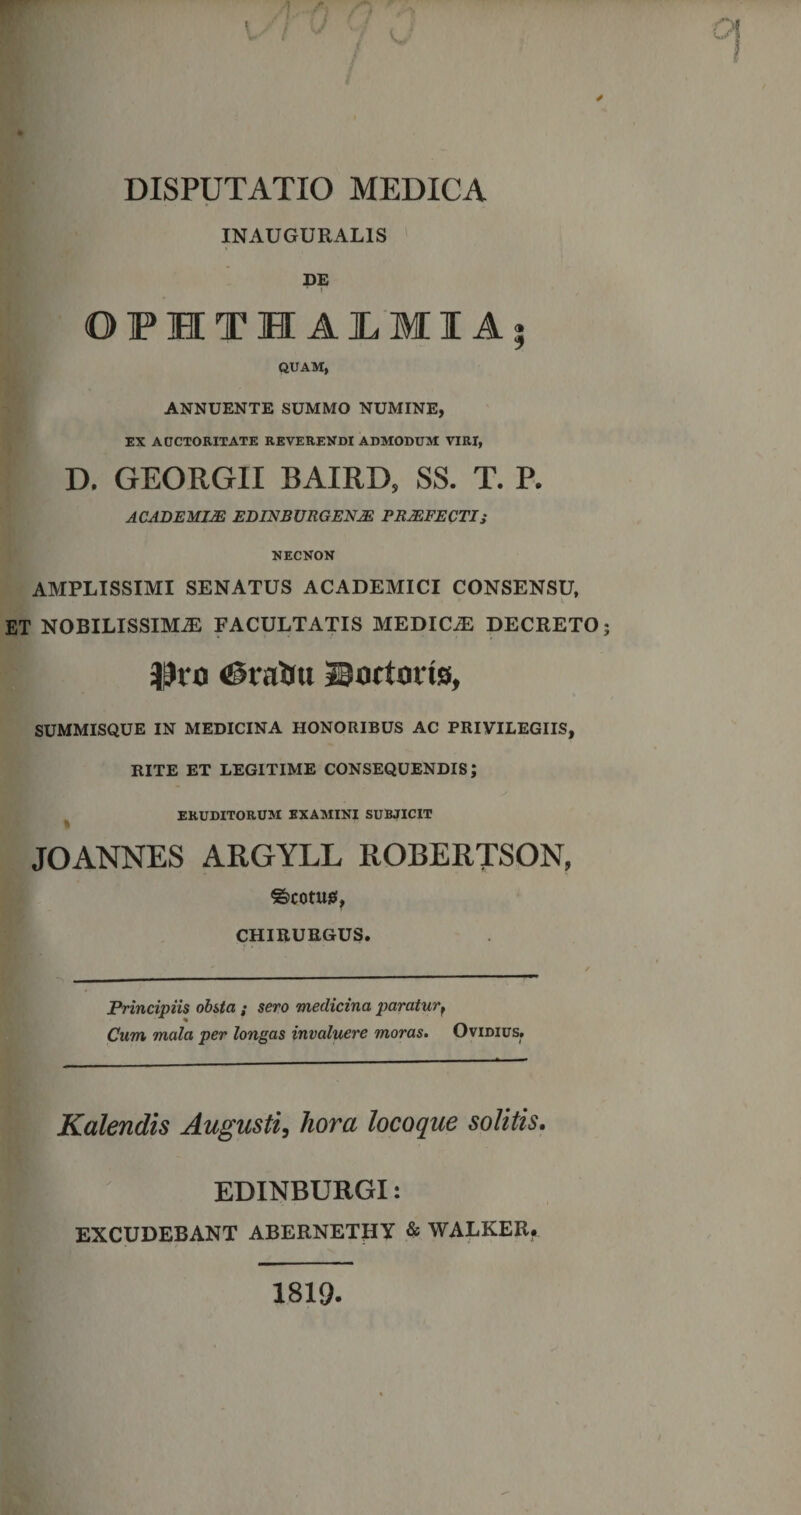 DISPUTATIO MEDICA
INAUGURALIS
DE
OPHTHALMIA;
QUAM,
ANNUENTE SUMMO NUMINE,
EX AUCTORITATE REVERENDI ADMODUM VIRI,
D. GEORGII BAIRD, SS. T. P.
ACADEMIÆ EDINBURGENÆ PRÆFECTI;
NECNON
AMPLISSIMI SENATUS ACADEMICI CONSENSU,
ET NOBILISSIMÆ FACULTATIS MEDICÆ DECRETO;
Pro Gradu Doctoris,
SUMMISQUE IN MEDICINA HONORIBUS AC PRIVILEGIIS,
RITE ET LEGITIME CONSEQUENDIS;
ERUDITORUM EXAMINI SUBJICIT
JOANNES ARGYLL ROBERTSON,
Scotus,
CHIRURGUS.
Principiis obsta; sero medicina paratur,
Cum mala per longas invaluere moras. OVIDIUS.
Kalendis Augusti, hora locoque solitis.
EDINBURGI:
EXCUDEBANT ABERNETHY & WALKER.
1819.